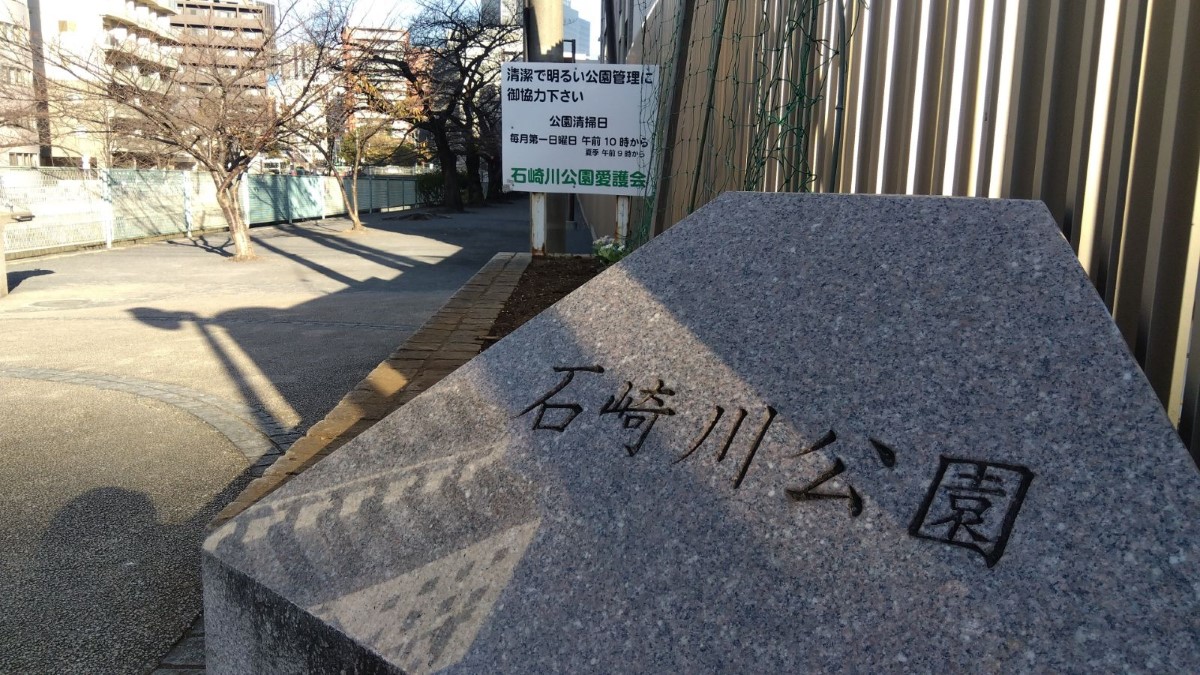 清潔で明るい公園管理に
御協力下さい
公園清掃日
毎月第一日曜日 午前10時から
夏季 午前9時から
石崎川公園愛護会
石崎川公園